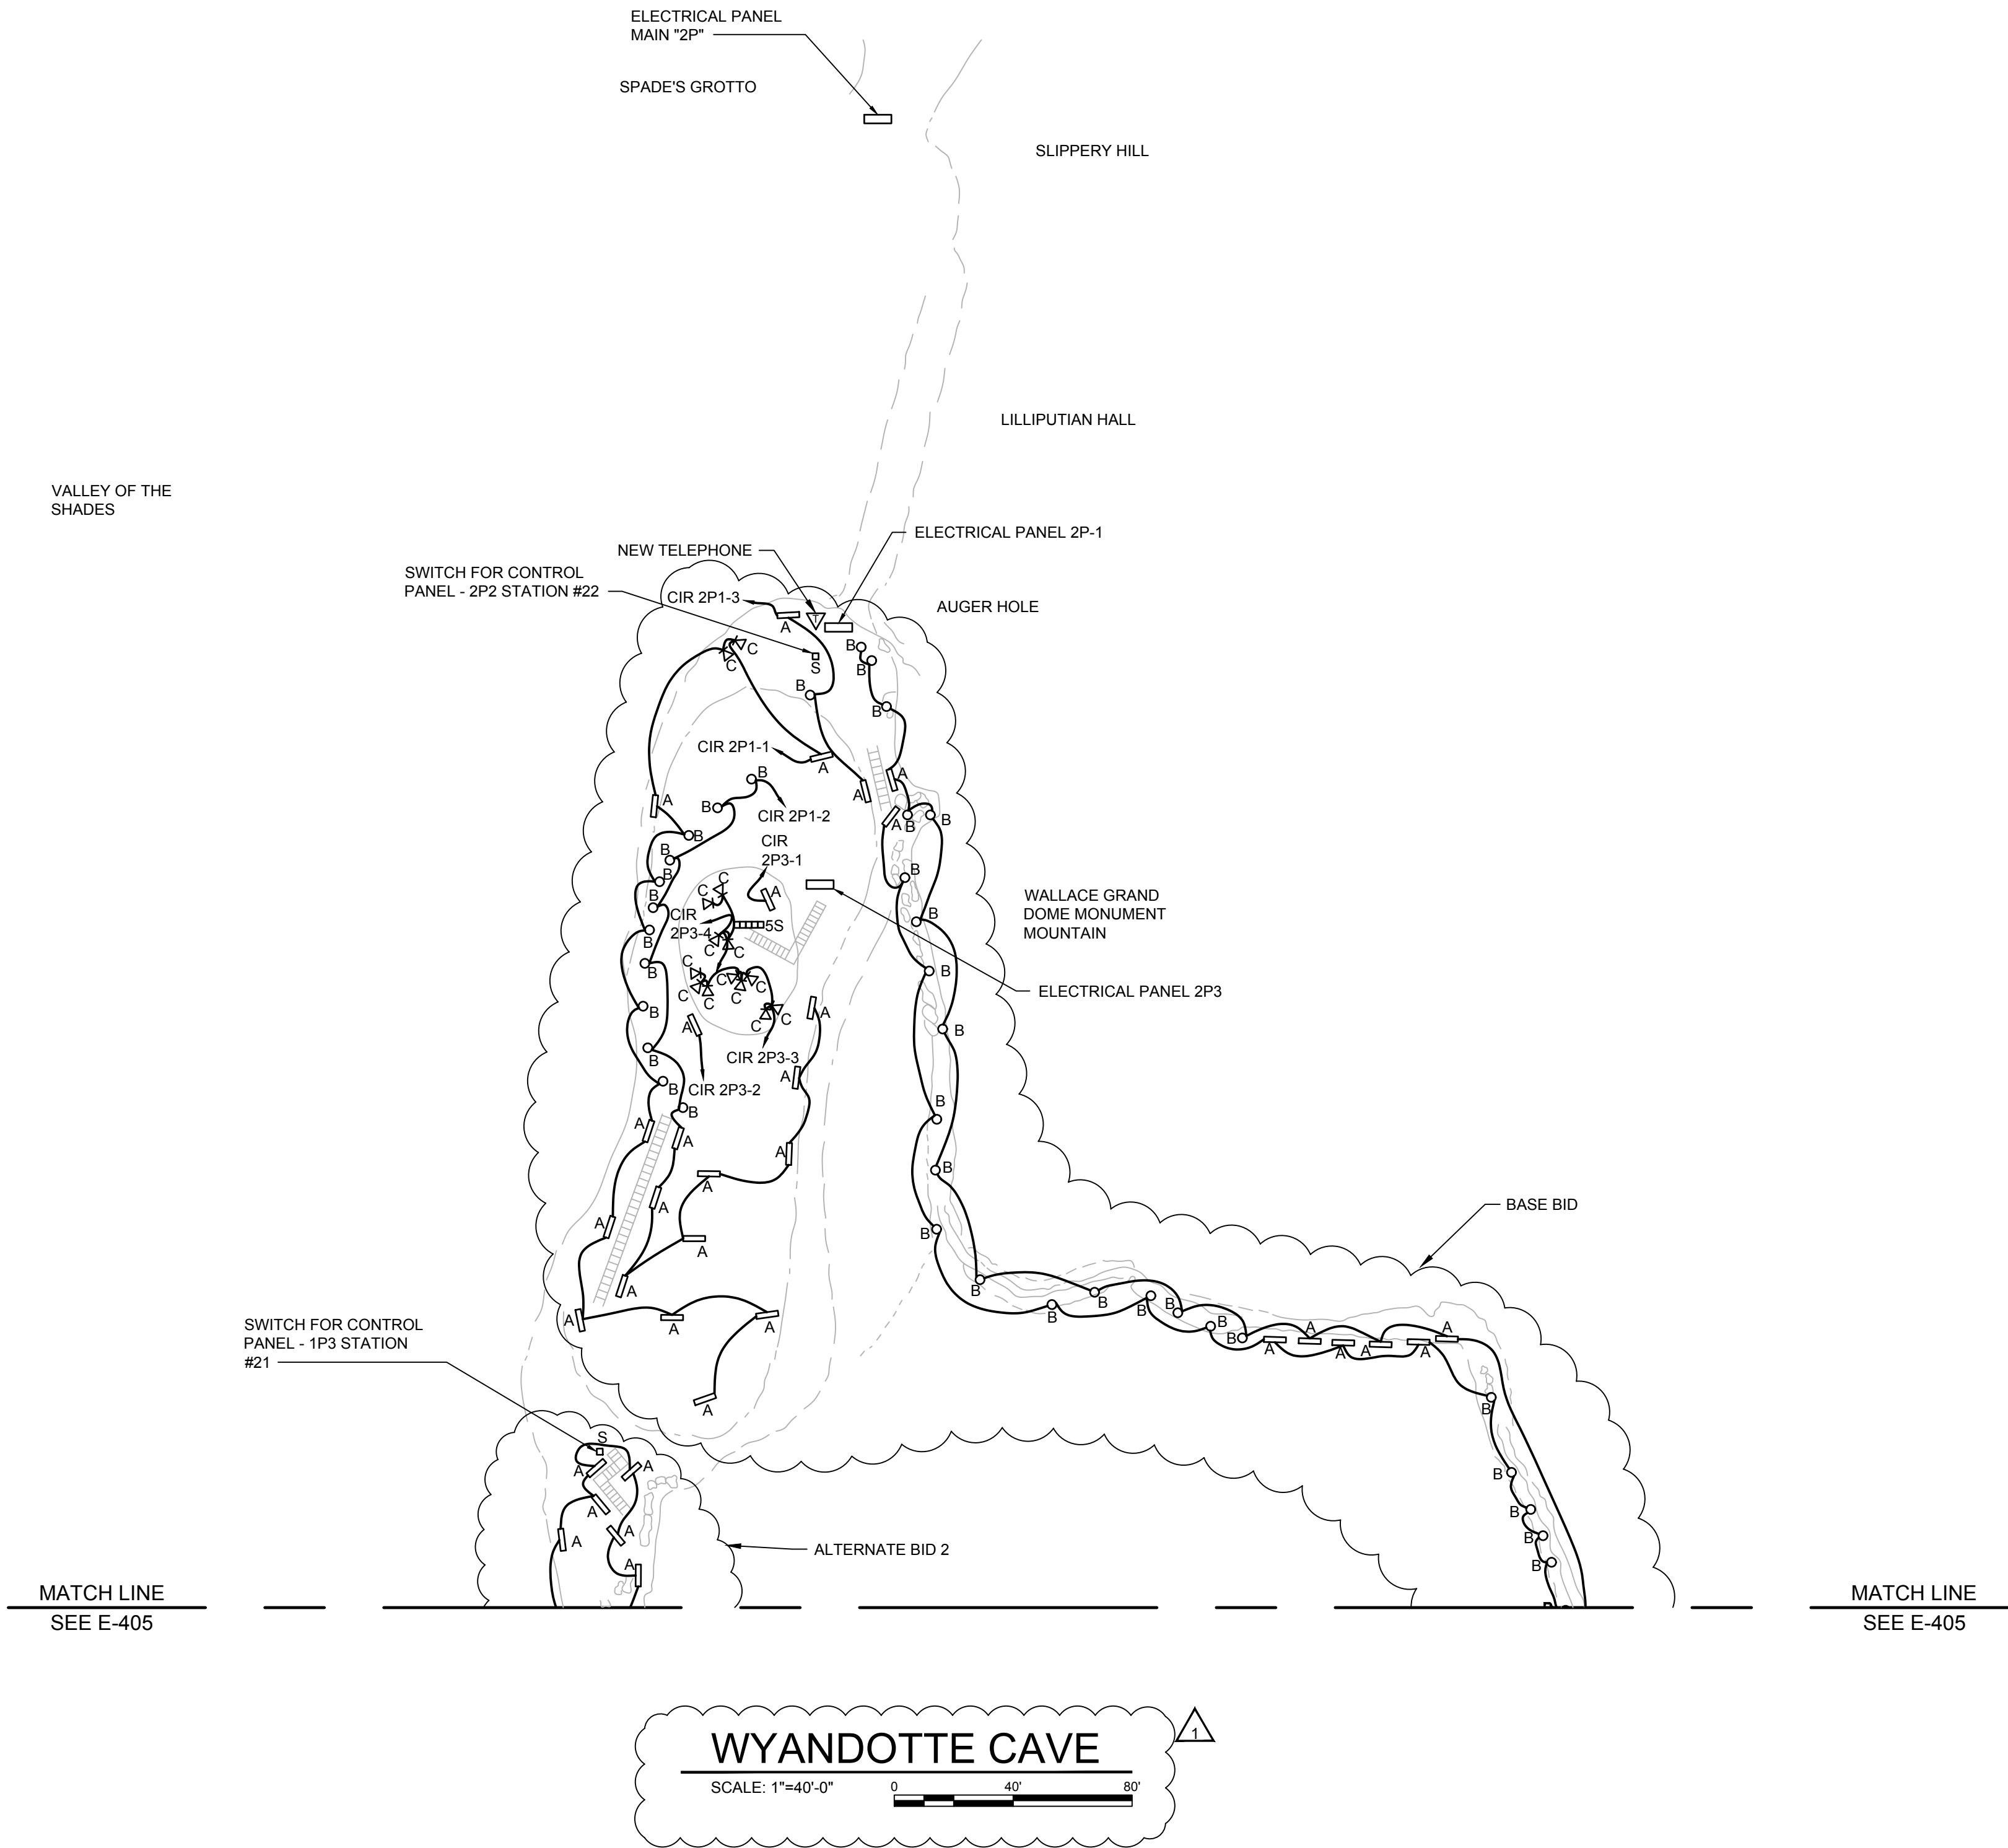 ELECTRICAL PANEL
MAIN "2P"
SPADE'S GROTTO
SLIPPERY HILL
LILLIPUTIAN HALL
VALLEY OF THE
SHADES
ELECTRICAL PANEL 2P-1
NEW TELEPHONE
SWITCH FOR CONTROL
PANEL - 2P2 STATION #22
CIR 2P1-3
T
AUGER HOLE
A
B
C
S
C
B
B
B
CIR 2P1-1
A
B
A
A
A
B
CIR 2P1-2
A
B
B
B
CIR
2P3-1
B
B
B
C
C
A
B
WALLACE GRAND
DOME MONUMENT
MOUNTAIN
CIR
2P3-4
5S
B
B
C
C
C
B
B
C
C
C
C
C
C
ELECTRICAL PANEL 2P3
B
A
A
C
C
B
B
CIR 2P3-3
A
B
CIR 2P3-2
B
B
A
A
A
B
A
A
BASE BID
A
A
B
A
B
B
B
B
B
B
B
A
A
A
A
A
A
A
A
A
SWITCH FOR CONTROL
PANEL - 1P3 STATION
#21
A
B
S
A
A
B
A
B
A
A
B
A
B
ALTERNATE BID 2
MATCH LINE
SEE E-405
MATCH LINE
SEE E-405
WYANDOTTE CAVE
1
SCALE: 1"=40'-0"
0 40' 80'